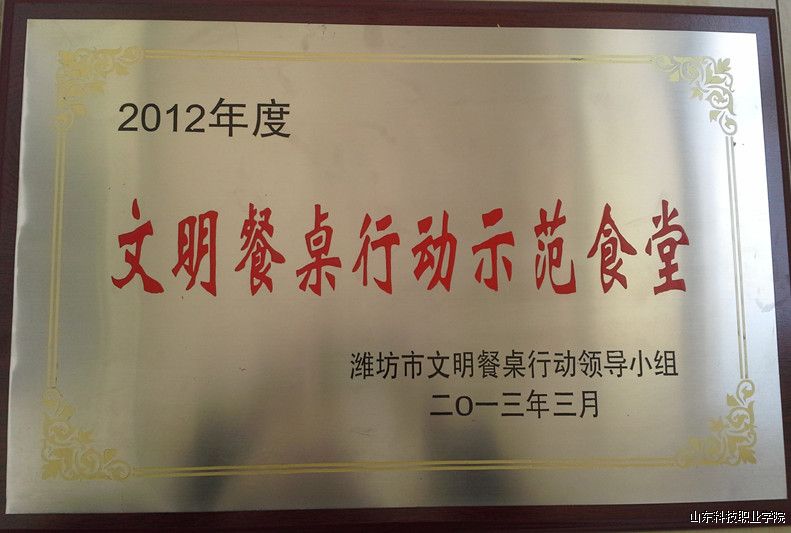 2012年度
文明餐桌行动示范食堂
潍坊市文明餐桌行动领导小组
二O一三年三月
山东科技职业学院